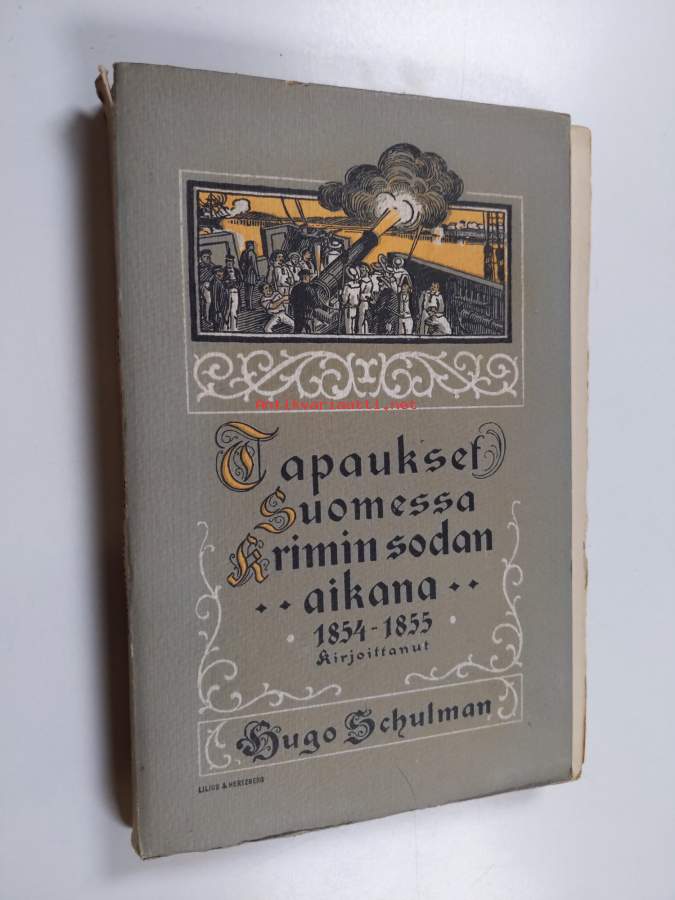 Antikvariaatti.net
Tapaukset
Suomessa
Krimin sodan
aikana
1854-1855
Kirjoittanut
Hugo Schulman
LILIUS & HERTZBERG